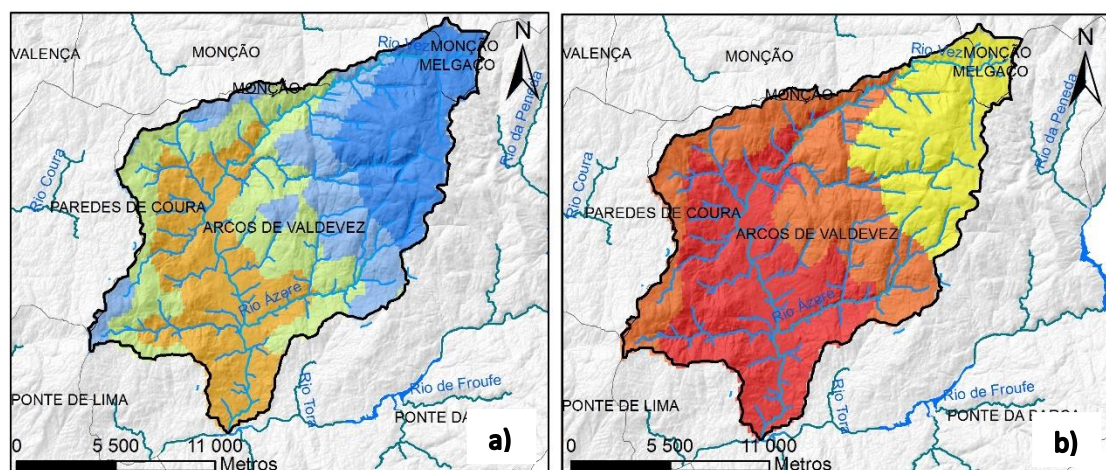 N
VALENÇA
MONÇÃO
Rio Vez
MONÇÃO
MELGAÇO
MONÇÃO
Rio da Peneda
Rio Coura
PAREDES DE COURA
ARCOS DE VALDEVEZ
Rio Azere
PONTE DE LIMA
Rio Tora
Rio de Froufe
PONTE DA
0 5 500 11 000
Metros
a)
N
VALENÇA
MONÇÃO
Rio Vez
MONÇÃO
MELGAÇO
MONÇÃO
Rio da Peneda
Rio Coura
PAREDES DE COURA
ARCOS DE VALDEVEZ
Rio Azere
PONTE DE LIMA
Rio Tora
Rio de Froufe
PONTE DA
0 5 500 11 000
Metros
b)